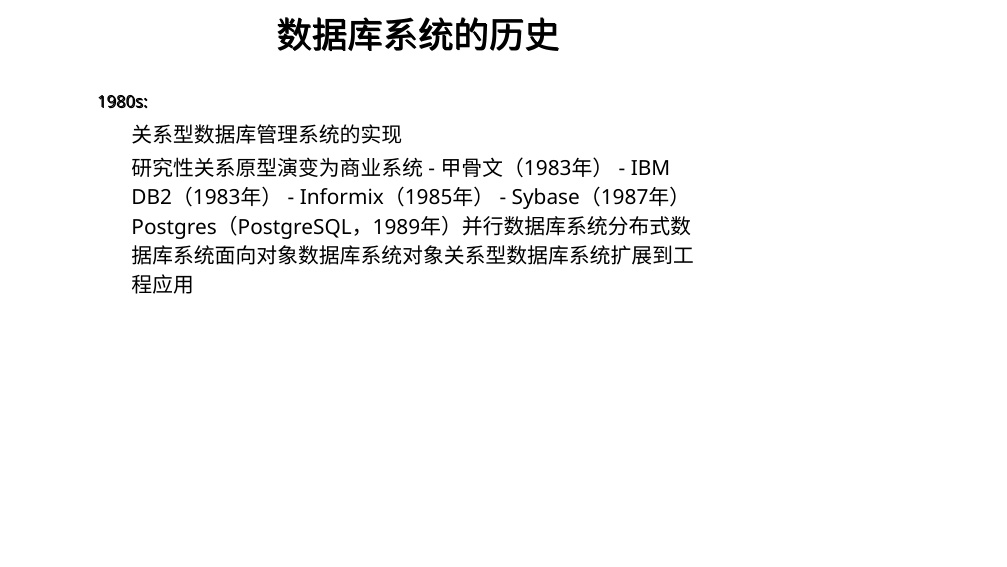 数据库系统的历史
1980s:
关系型数据库管理系统的实现
研究性关系原型演变为商业系统 - 甲骨文（1983年） - IBM
DB2（1983年） - Informix（1985年） - Sybase（1987年）
Postgres（PostgreSQL，1989年）并行数据库系统分布式数
据库系统面向对象数据库系统对象关系型数据库系统扩展到工
程应用